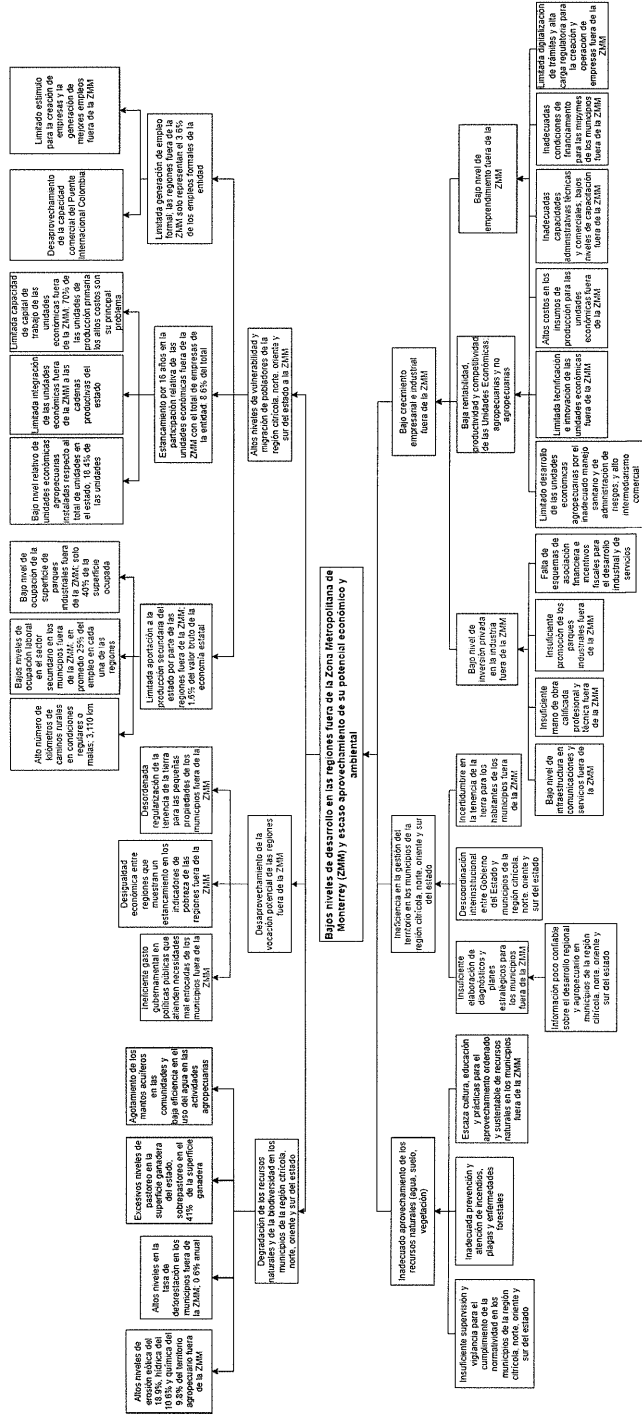 Altos niveles de
erosión eólica del
18.9%, hídrica del
10.6% y química del
9.8% del territorio
agropecuario fuera
de la ZMM
Altos niveles en la
tasa de
deforestación en los
municipios fuera de
la ZMM; 0.6% anual
Excesivos niveles de
pastoreo en la
superficie ganadera
del estado,
sobrepastoreo en el
41% de la superficie
ganadera
Agotamiento de los
mantos acuíferos
en las
comunidades y
baja eficiencia en el
uso del agua en las
actividades
agropecuarias
Ineficiente gasto
gubernamental en
políticas públicas que
atienden necesidades
mal enfocadas de los
municipios fuera de la
ZMM
Desigualdad
económica entre
regiones que
muestran un
estancamiento en los
indicadores de
pobreza de las
regiones fuera de la
ZMM
Desordenada
regularización de la
tenencia de la tierra
para las pequeñas
propiedades de los
municipios fuera de la
ZMM
Alto número de
kilómetros de
caminos rurales
en condiciones
regulares o
malas; 3,110 km
Bajos niveles de
ocupación laboral
en el sector
secundario en los
municipios fuera
de la ZMM, en
promedio 25% del
empleo en cada
una de las
regiones
Bajo nivel de
ocupación de la
superficie de
parques
industriales fuera
de la ZMM; solo
40% de la
superficie
ocupada
Bajo nivel relativo de
unidades económicas
agropecuarias
instaladas respecto al
total de unidades en
el estado, 18.4% de
las unidades
Limitada integración
de las unidades
económicas fuera
de la ZMM a las
cadenas
productivas del
estado
Limitada capacidad
de capital de
trabajo de las
unidades
económicas fuera
de la ZMM; 70% de
las unidades de
producción primaria
los altos costos son
su principal
problema
Desaprovechamiento
de la capacidad
comercial del Puente
Internacional Colombia
Limitado estímulo
para la creación de
empresas y la
generación de
mejores empleos
fuera de la ZMM
Limitada aportación a la
producción secundaria del
estado por parte de las
regiones fuera de la ZMM;
1.6% del valor bruto de la
economía estatal
Estancamiento por 16 años en la
participación relativa de las
unidades económicas fuera de la
ZMM con el total de empresas de
la entidad: 8.6% del total
Limitada generación de empleo
formal, las regiones fuera de la
ZMM solo representan el 3.6%
de los empleos formales de la
entidad
Degradación de los recursos
naturales y de la biodiversidad en los
municipios de la región citrícola,
norte, oriente y sur del estado
Desaprovechamiento de la
vocación potencial de las regiones
fuera de la ZMM
Altos niveles de vulnerabilidad y
migración de pobladores de la
región citrícola, norte, oriente y
sur del estado a la ZMM
Bajos niveles de desarrollo en las regiones fuera de la Zona Metropolitana de
Monterrey (ZMM) y escaso aprovechamiento de su potencial económico y
ambiental
Inadecuado aprovechamiento de los
recursos naturales (agua, suelo,
vegetación)
Ineficiencia en la gestión del
territorio en los municipios de la
región citrícola, norte, oriente y sur
del estado
Bajo crecimiento
empresarial e industrial
fuera de la ZMM
Insuficiente supervisión y
vigilancia para el
cumplimiento de la
normatividad en los
municipios de la región
citrícola, norte, oriente y
sur del estado
Inadecuada prevención y
atención de incendios,
plagas y enfermedades
forestales
Escaza cultura, educación
y prácticas para el
aprovechamiento ordenado
y sustentable de recursos
naturales en los municipios
fuera de la ZMM
Insuficiente
elaboración de
diagnósticos y
planes
estratégicos para
los municipios
fuera de la ZMM
Descoordinación
interinstitucional
entre Gobierno
del Estado y
municipios de la
región citrícola,
norte, oriente y
sur del estado
Incertidumbre en
la tenencia de la
tierra para los
habitantes de los
municipios fuera
de la ZMM
Información poco confiable
sobre el desarrollo regional
y agropecuario en
municipios de la región
citrícola, norte, oriente y
sur del estado
Bajo nivel de
inversión privada
en la industria
fuera de la ZMM
Baja rentabilidad,
productividad y competitividad
de las Unidades Económicas;
agropecuarias y no
agropecuarias
Bajo nivel de
emprendimiento fuera de la
ZMM
Bajo nivel de
infraestructura en
comunicaciones y
servicios fuera de
la ZMM
Insuficiente
mano de obra
calificada
profesional y
técnica fuera
de la ZMM
Insuficiente
promoción de los
parques
industriales fuera
de la ZMM
Falta de
esquemas de
asociación
financiera e
incentivos
fiscales para
el desarrollo
industrial y de
servicios
Limitado desarrollo
de las unidades
económicas
agropecuarias por el
inadecuado manejo
sanitario y de
administracion de
riesgos, y alto
intermediarismo
comercial
Limitada tecnificación
e innovación de las
unidades económicas
fuera de la ZMM
Altos costos en los
insumos de
producción para las
unidades
económicas fuera
de la ZMM
Inadecuadas
capacidades
administrativas técnicas
y comerciales, bajos
niveles de capacitación
fuera de la ZMM
Inadecuadas
condiciones de
financiamiento
para las mipymes
de los municipios
fuera de la ZMM
Limitada digitalización
de trámites y alta
carga regulatoria para
la creación y
operación de
empresas fuera de la
ZMM